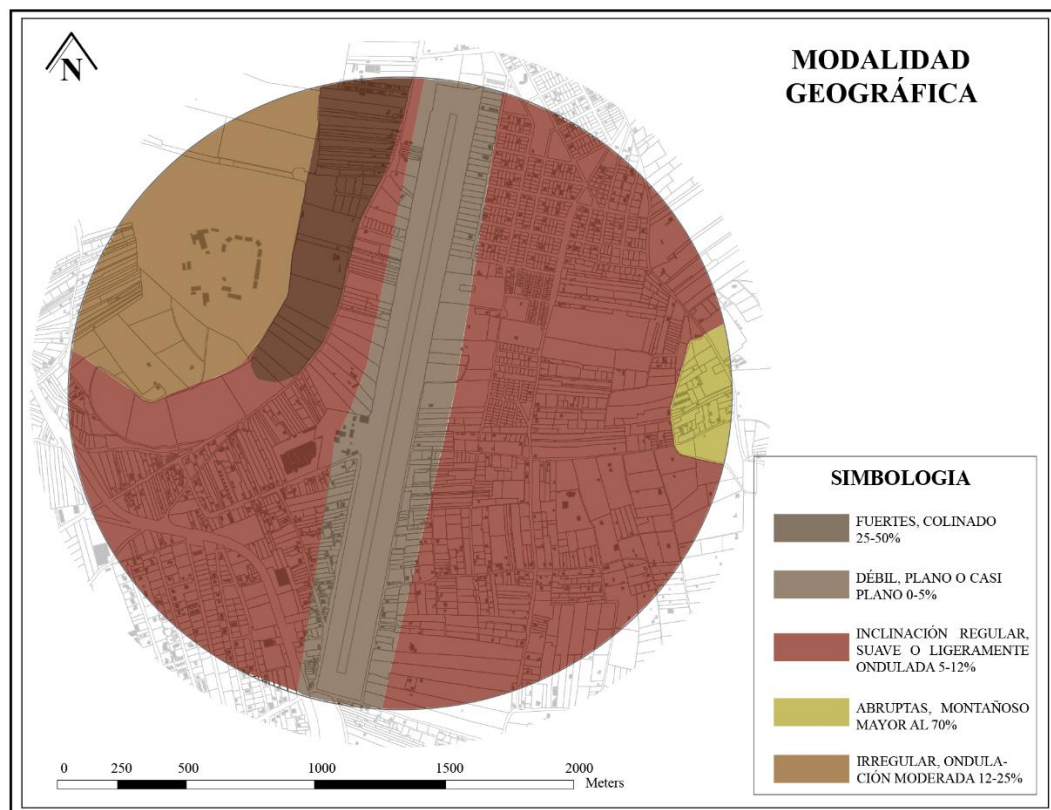 N
MODALIDAD
GEOGRÁFICA
SIMBOLOGIA
FUERTES, COLINADO
25-50%
DÉBIL, PLANO O CASI
PLANO 0-5%
INCLINACIÓN REGULAR,
SUAVE O LIGERAMENTE
ONDULADA 5-12%
ABRUPTAS, MONTAÑOSO
MAYOR AL 70%
IRREGULAR, ONDULA-
CIÓN MODERADA 12-25%
0 250 500 1000 1500 2000
Meters